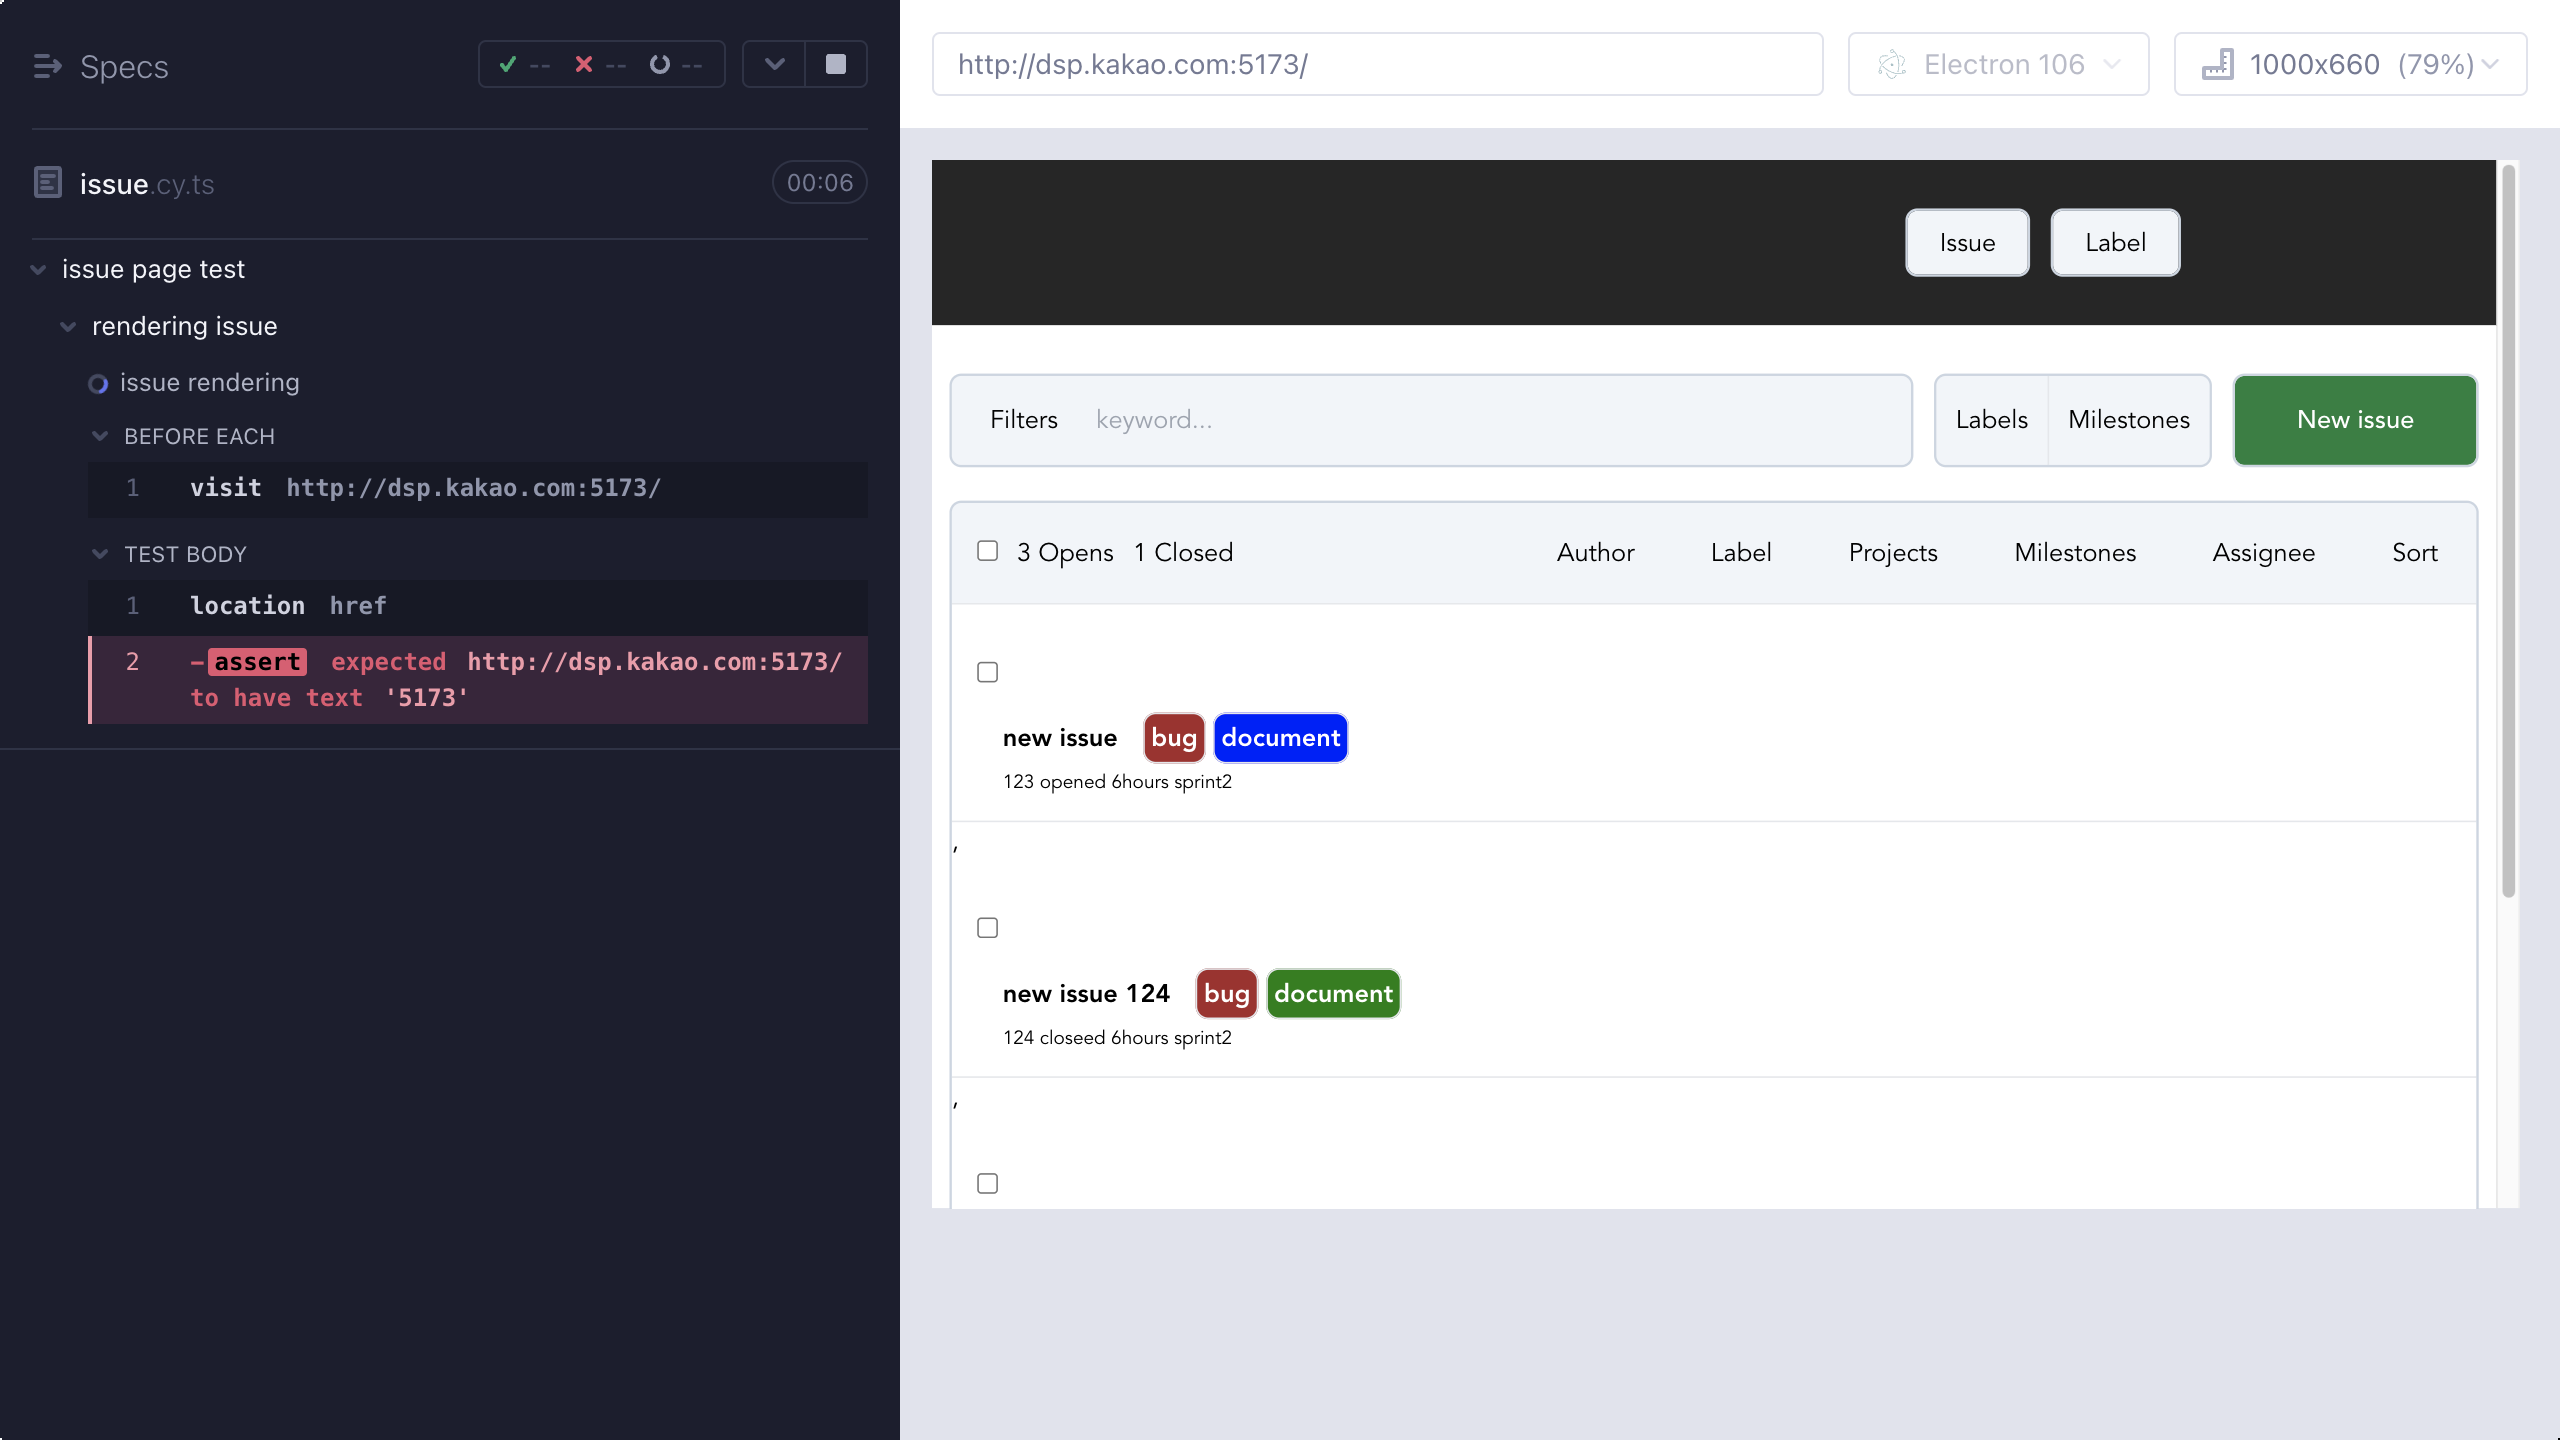 Specs
-- -- --
issue.cy.ts 00:06
issue page test
rendering issue
issue rendering
BEFORE EACH
1 visit http://dsp.kakao.com:5173/
TEST BODY
1 location href
2 -assert expected http://dsp.kakao.com:5173/
to have text '5173'
http://dsp.kakao.com:5173/ Electron 106 1000x660 (79%)
Issue Label
Filters keyword... Labels Milestones New issue
3 Opens 1 Closed Author Label Projects Milestones Assignee Sort
new issue bug document
123 opened 6hours sprint2
,
new issue 124 bug document
124 closeed 6hours sprint2
,